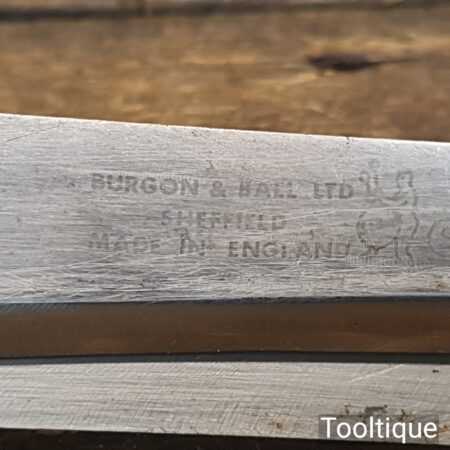 BURGON & BALL LTD
SHEFFIELD
MADE IN ENGLAND
Tooltique